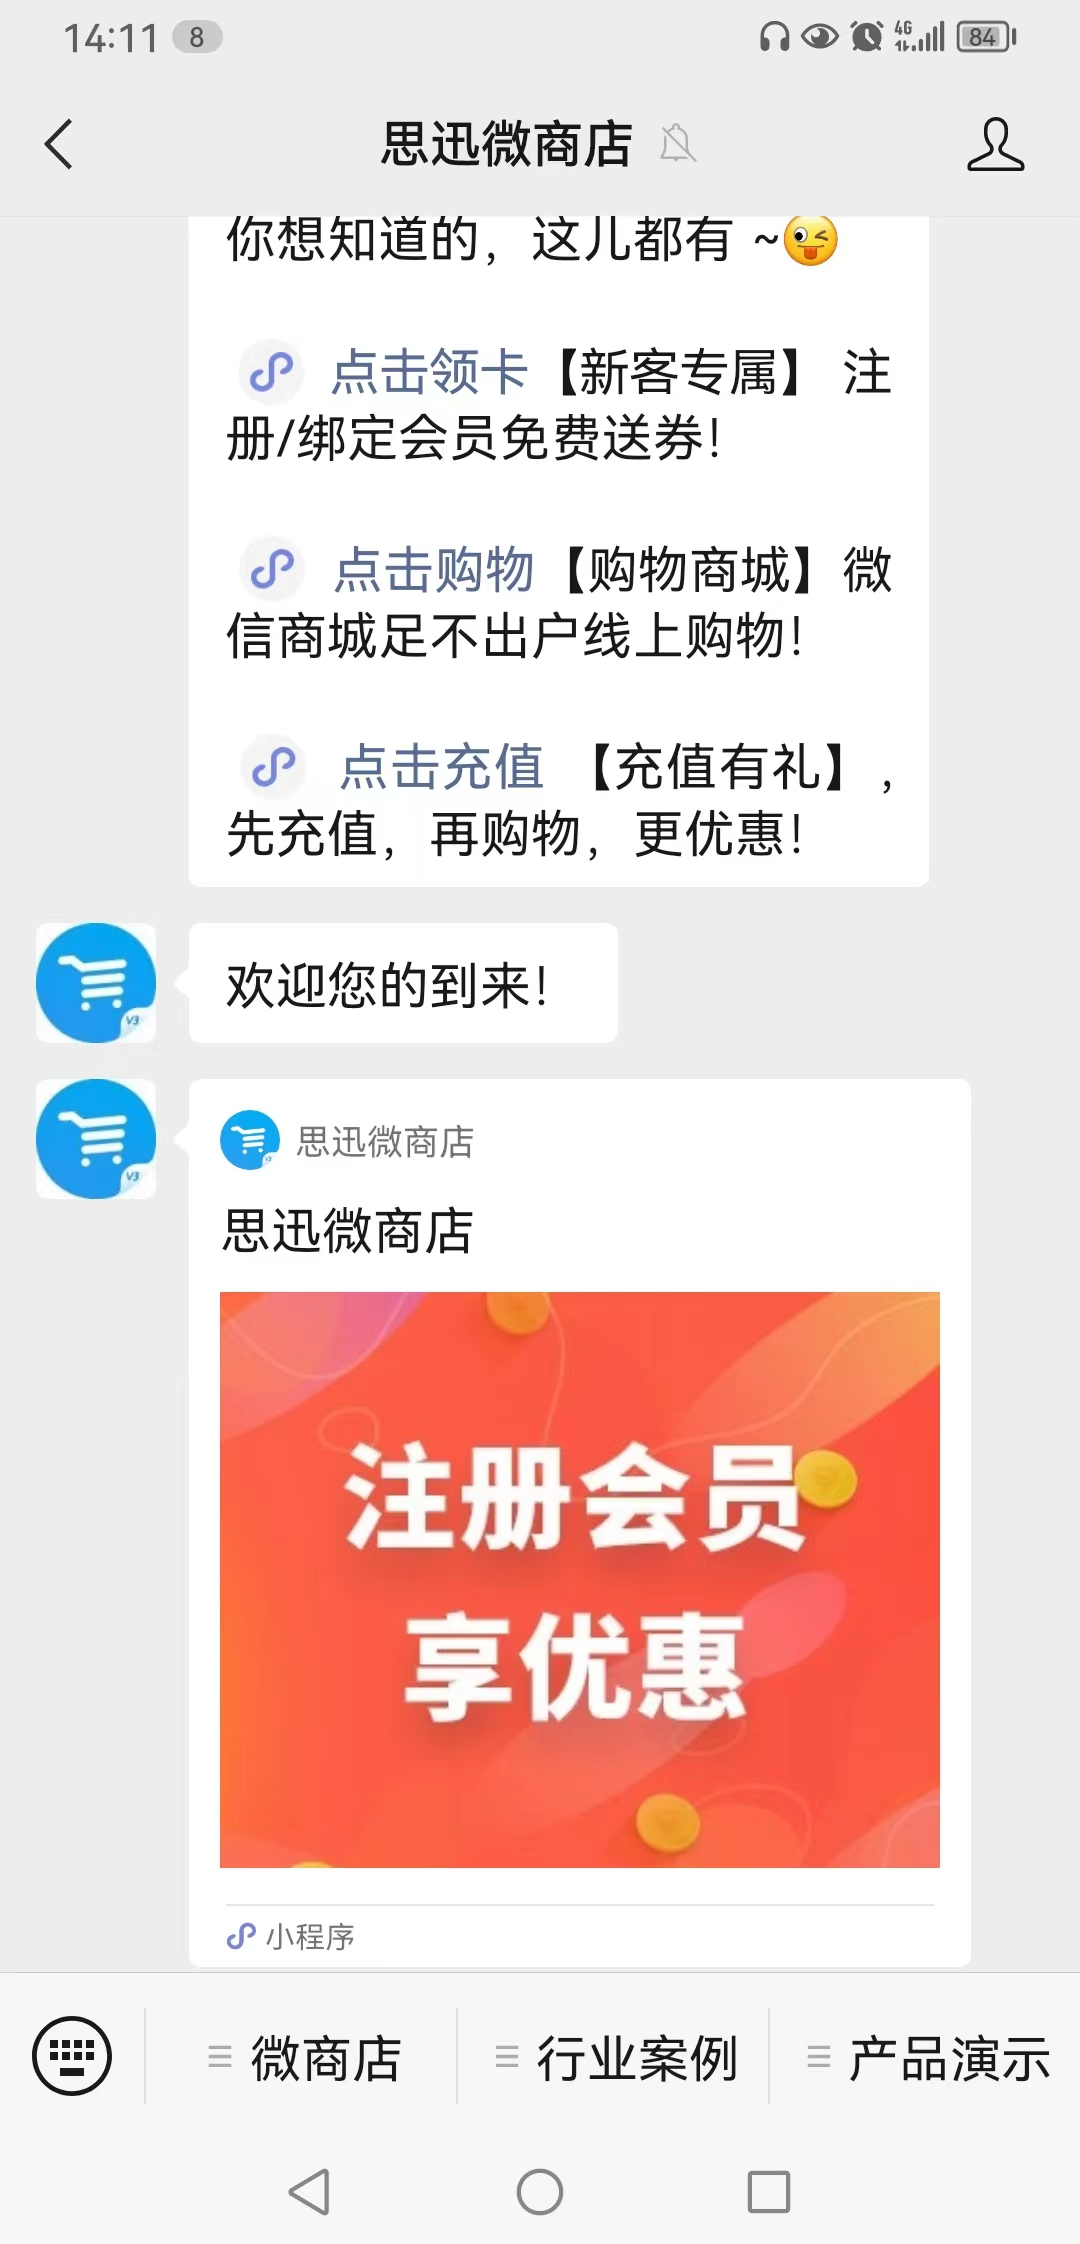 14:11 8 4G 84
思迅微商店
你想知道的，这儿都有 ~
点击领卡【新客专属】 注
册/绑定会员免费送券！
点击购物【购物商城】微
信商城足不出户线上购物！
点击充值 【充值有礼】，
先充值，再购物，更优惠！
V3
欢迎您的到来！
V3
思迅微商店
思迅微商店
注册会员
享优惠
小程序
微商店 行业案例 产品演示